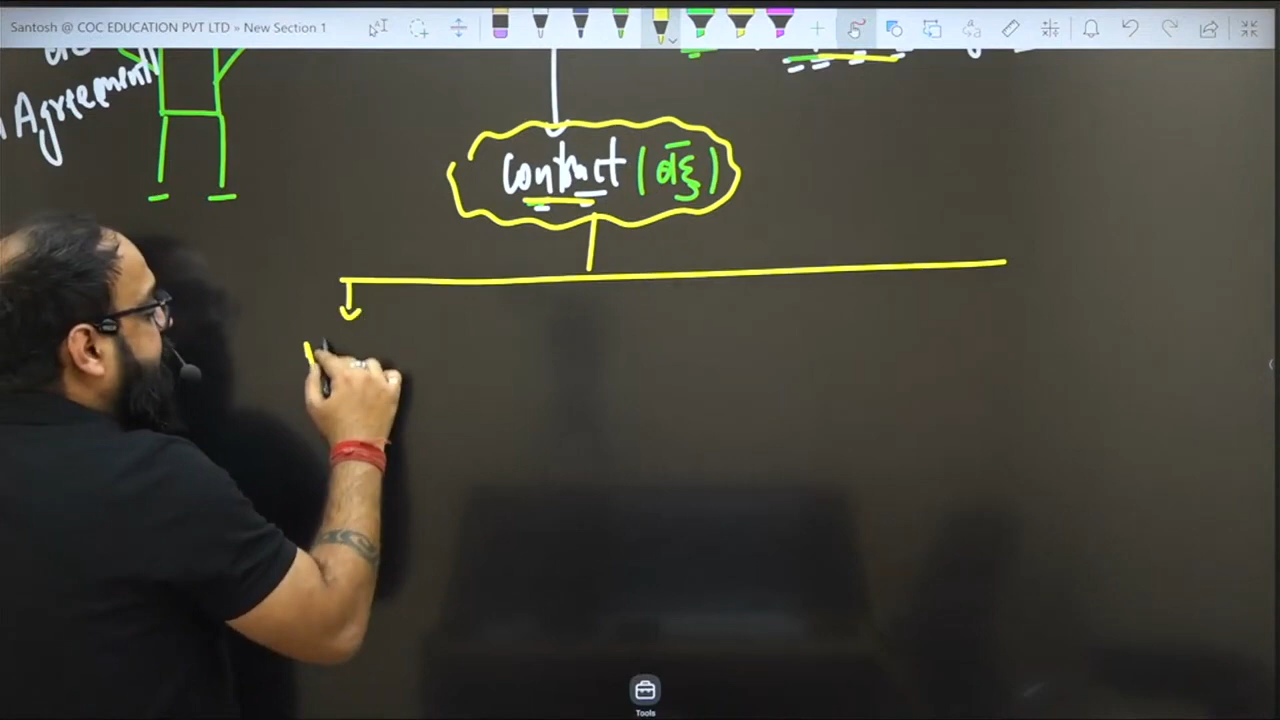 Santosh @ COC EDUCATION PVT LTD » New Section 1
Agreement
Contract
Tools